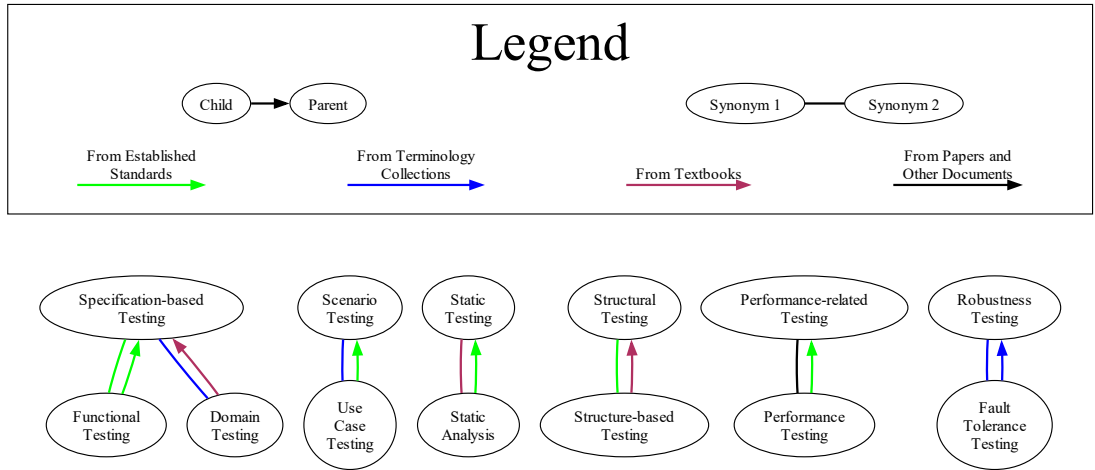 Legend
Child
Parent
Synonym 1
Synonym 2
From Established
Standards
From Terminology
Collections
From Textbooks
From Papers and
Other Documents
Specification-based
Testing
Scenario
Testing
Static
Testing
Structural
Testing
Performance-related
Testing
Robustness
Testing
Functional
Testing
Domain
Testing
Use
Case
Testing
Static
Analysis
Structure-based
Testing
Performance
Testing
Fault
Tolerance
Testing